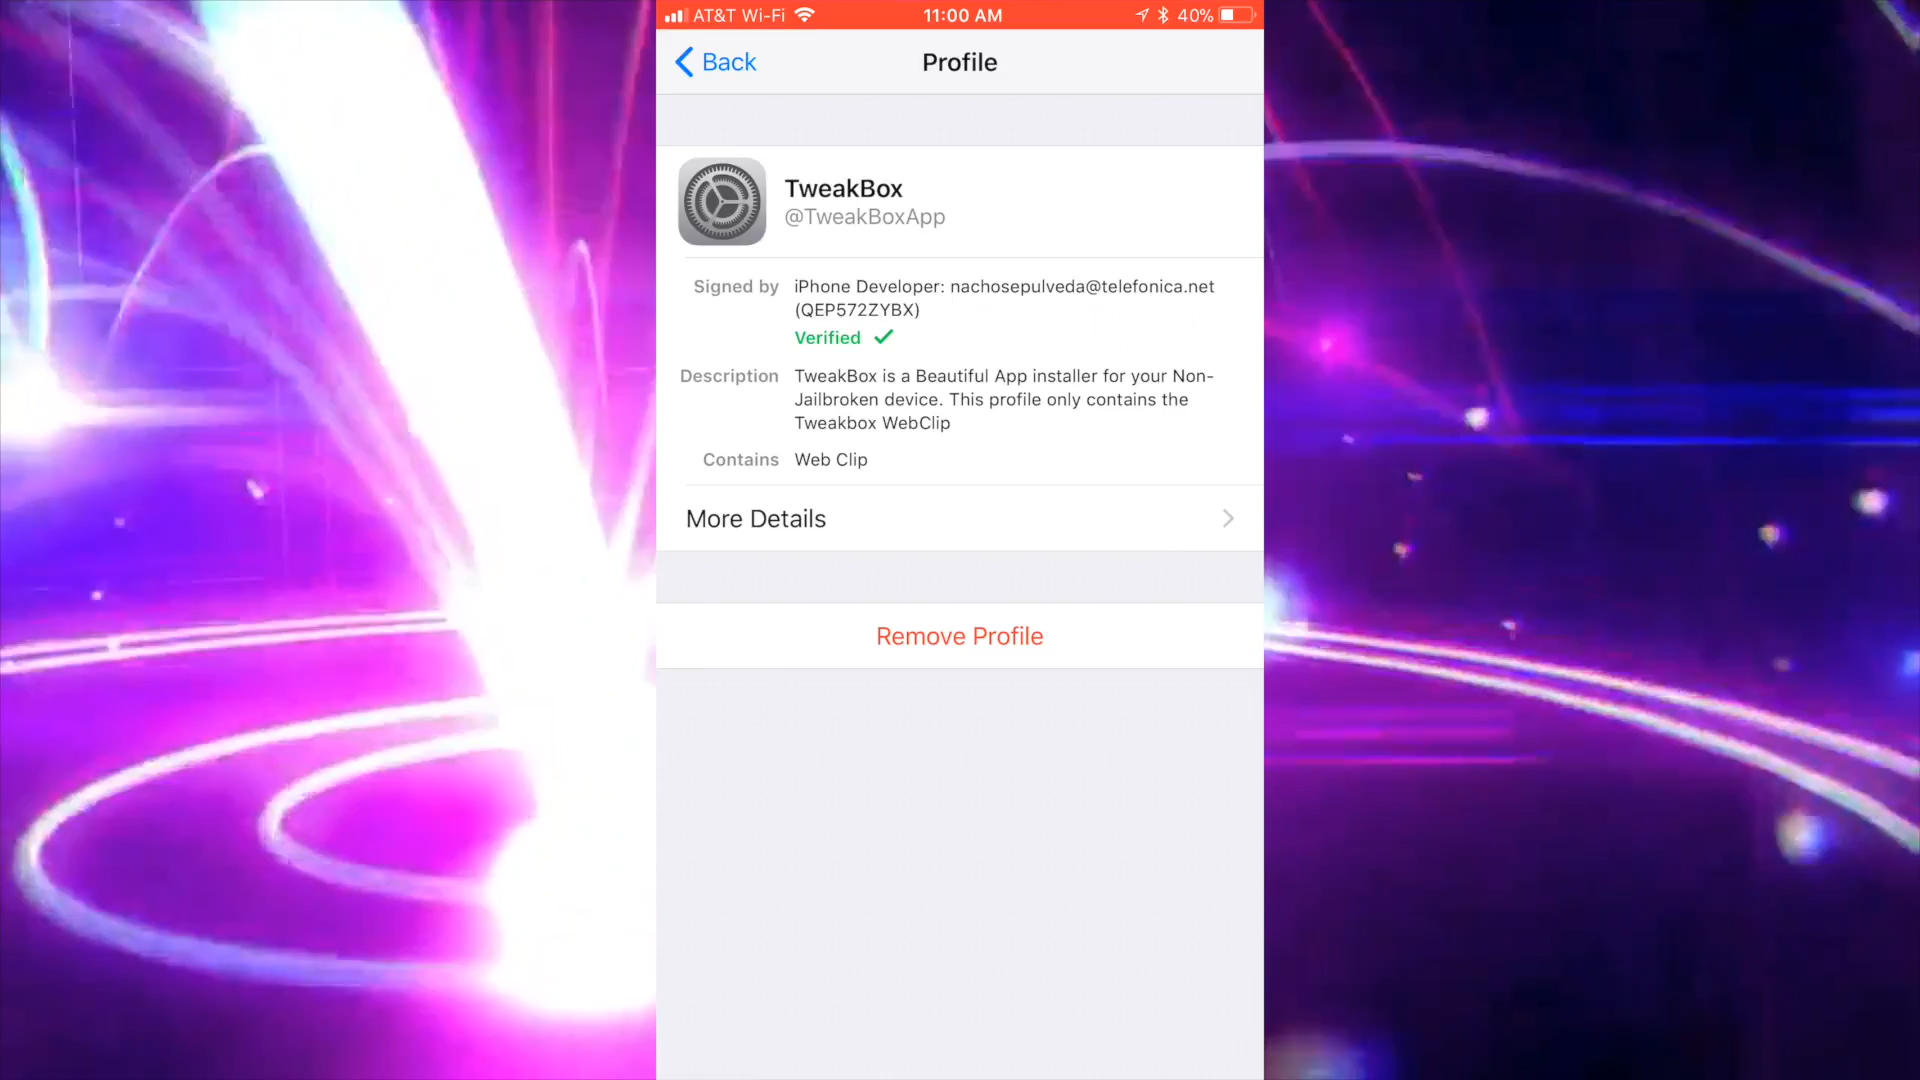 AT&T Wi-Fi 11:00 AM 40%
Back Profile
TweakBox
@TweakBoxApp
Signed by iPhone Developer: nachosepulveda@telefonica.net
(QEP572ZYBX)
Verified
Description TweakBox is a Beautiful App installer for your Non-
Jailbroken device. This profile only contains the
Tweakbox WebClip
Contains Web Clip
More Details
Remove Profile